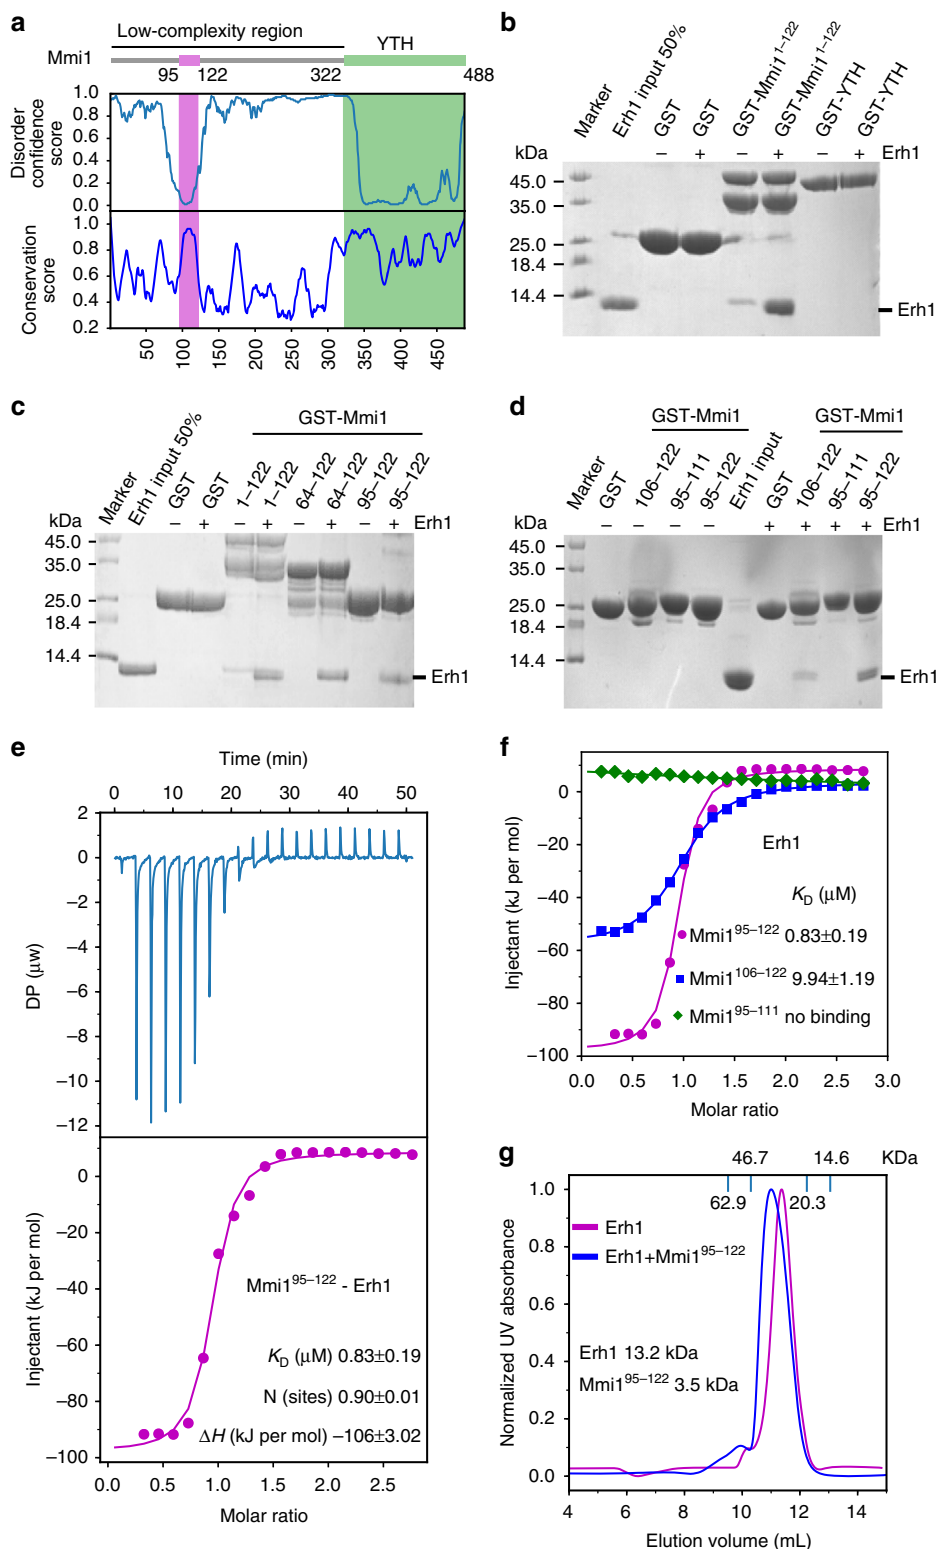 a
Low-complexity region
YTH
Mmi1
95 122 322 488
Disorder confidence score
1.0
0.8
0.6
0.4
0.2
0.0
Conservation score
1.0
0.8
0.6
0.4
0.2
50 100 150 200 250 300 350 400 450
b
Marker
Erh1 input 50%
GST
GST
GST-Mmi1¹⁻¹²²
GST-Mmi1¹⁻¹²²
GST-YTH
GST-YTH
kDa − + − + − + Erh1
45.0
35.0
25.0
18.4
14.4
Erh1
c
GST-Mmi1
Marker
Erh1 input 50%
GST
GST
1–122
1–122
64–122
64–122
95–122
95–122
kDa − + − + − + − + Erh1
45.0
35.0
25.0
18.4
14.4
Erh1
d
GST-Mmi1 GST-Mmi1
Marker
GST
106–122
95–111
95–122
Erh1 input
GST
106–122
95–111
95–122
kDa − − − − + + + + Erh1
45.0
35.0
25.0
18.4
14.4
Erh1
e
Time (min)
0 10 20 30 40 50
DP (μw)
2
0
−2
−4
−6
−8
−10
−12
Injectant (kJ per mol)
0
−20
−40
−60
−80
−100
Mmi1⁹⁵⁻¹²² - Erh1
K_D (μM) 0.83±0.19
N (sites) 0.90±0.01
ΔH (kJ per mol) −106±3.02
0.0 0.5 1.0 1.5 2.0 2.5
Molar ratio
f
Injectant (kJ per mol)
0
−20
−40
−60
−80
−100
Erh1
K_D (μM)
Mmi1⁹⁵⁻¹²² 0.83±0.19
Mmi1¹⁰⁶⁻¹²² 9.94±1.19
Mmi1⁹⁵⁻¹¹¹ no binding
0.0 0.5 1.0 1.5 2.0 2.5 3.0
Molar ratio
g
46.7 14.6 KDa
62.9 20.3
Normalized UV absorbance
1.0
0.8
0.6
0.4
0.2
0.0
Erh1
Erh1+Mmi1⁹⁵⁻¹²²
Erh1 13.2 kDa
Mmi1⁹⁵⁻¹²² 3.5 kDa
4 6 8 10 12 14
Elution volume (mL)